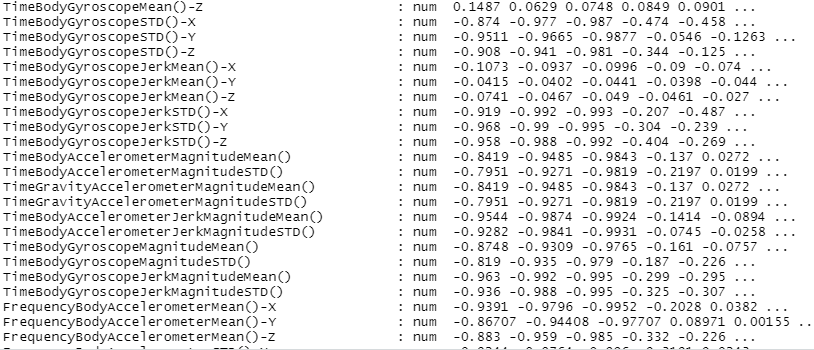 TimeBodyGyroscopeMean()-Z : num 0.1487 0.0629 0.0748 0.0849 0.0901 ...
TimeBodyGyroscopeSTD()-X : num -0.874 -0.977 -0.987 -0.474 -0.458 ...
TimeBodyGyroscopeSTD()-Y : num -0.9511 -0.9665 -0.9877 -0.0546 -0.1263 ...
TimeBodyGyroscopeSTD()-Z : num -0.908 -0.941 -0.981 -0.344 -0.125 ...
TimeBodyGyroscopeJerkMean()-X : num -0.1073 -0.0937 -0.0996 -0.09 -0.074 ...
TimeBodyGyroscopeJerkMean()-Y : num -0.0415 -0.0402 -0.0441 -0.0398 -0.044 ...
TimeBodyGyroscopeJerkMean()-Z : num -0.0741 -0.0467 -0.049 -0.0461 -0.027 ...
TimeBodyGyroscopeJerkSTD()-X : num -0.919 -0.992 -0.993 -0.207 -0.487 ...
TimeBodyGyroscopeJerkSTD()-Y : num -0.968 -0.99 -0.995 -0.304 -0.239 ...
TimeBodyGyroscopeJerkSTD()-Z : num -0.958 -0.988 -0.992 -0.404 -0.269 ...
TimeBodyAccelerometerMagnitudeMean() : num -0.8419 -0.9485 -0.9843 -0.137 0.0272 ...
TimeBodyAccelerometerMagnitudeSTD() : num -0.7951 -0.9271 -0.9819 -0.2197 0.0199 ...
TimeGravityAccelerometerMagnitudeMean() : num -0.8419 -0.9485 -0.9843 -0.137 0.0272 ...
TimeGravityAccelerometerMagnitudeSTD() : num -0.7951 -0.9271 -0.9819 -0.2197 0.0199 ...
TimeBodyAccelerometerJerkMagnitudeMean() : num -0.9544 -0.9874 -0.9924 -0.1414 -0.0894 ...
TimeBodyAccelerometerJerkMagnitudeSTD() : num -0.9282 -0.9841 -0.9931 -0.0745 -0.0258 ...
TimeBodyGyroscopeMagnitudeMean() : num -0.8748 -0.9309 -0.9765 -0.161 -0.0757 ...
TimeBodyGyroscopeMagnitudeSTD() : num -0.819 -0.935 -0.979 -0.187 -0.226 ...
TimeBodyGyroscopeJerkMagnitudeMean() : num -0.963 -0.992 -0.995 -0.299 -0.295 ...
TimeBodyGyroscopeJerkMagnitudeSTD() : num -0.936 -0.988 -0.995 -0.325 -0.307 ...
FrequencyBodyAccelerometerMean()-X : num -0.9391 -0.9796 -0.9952 -0.2028 0.0382 ...
FrequencyBodyAccelerometerMean()-Y : num -0.86707 -0.94408 -0.97707 0.08971 0.00155 ..
FrequencyBodyAccelerometerMean()-Z : num -0.883 -0.959 -0.985 -0.332 -0.226 ...